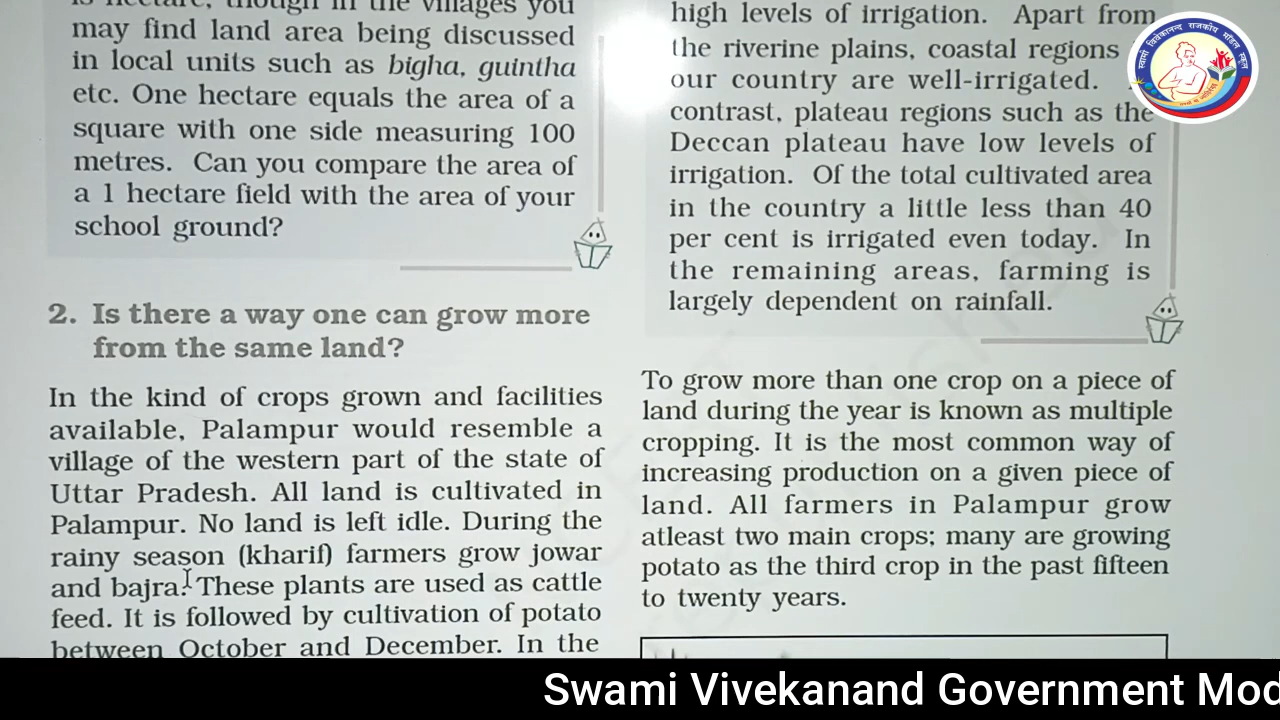 is hectare, though in the villages you
may find land area being discussed
in local units such as bigha, guintha
etc. One hectare equals the area of a
square with one side measuring 100
metres. Can you compare the area of
a 1 hectare field with the area of your
school ground?
2. Is there a way one can grow more
from the same land?
In the kind of crops grown and facilities
available, Palampur would resemble a
village of the western part of the state of
Uttar Pradesh. All land is cultivated in
Palampur. No land is left idle. During the
rainy season (kharif) farmers grow jowar
and bajra. These plants are used as cattle
feed. It is followed by cultivation of potato
between October and December. In the
high levels of irrigation. Apart from
the riverine plains, coastal regions
our country are well-irrigated.
contrast, plateau regions such as the
Deccan plateau have low levels of
irrigation. Of the total cultivated area
in the country a little less than 40
per cent is irrigated even today. In
the remaining areas, farming is
largely dependent on rainfall.
To grow more than one crop on a piece of
land during the year is known as multiple
cropping. It is the most common way of
increasing production on a given piece of
land. All farmers in Palampur grow
atleast two main crops; many are growing
potato as the third crop in the past fifteen
to twenty years.
स्वामी विवेकानन्द राजकीय मॉडल स्कूल
Swami Vivekanand Government Mod